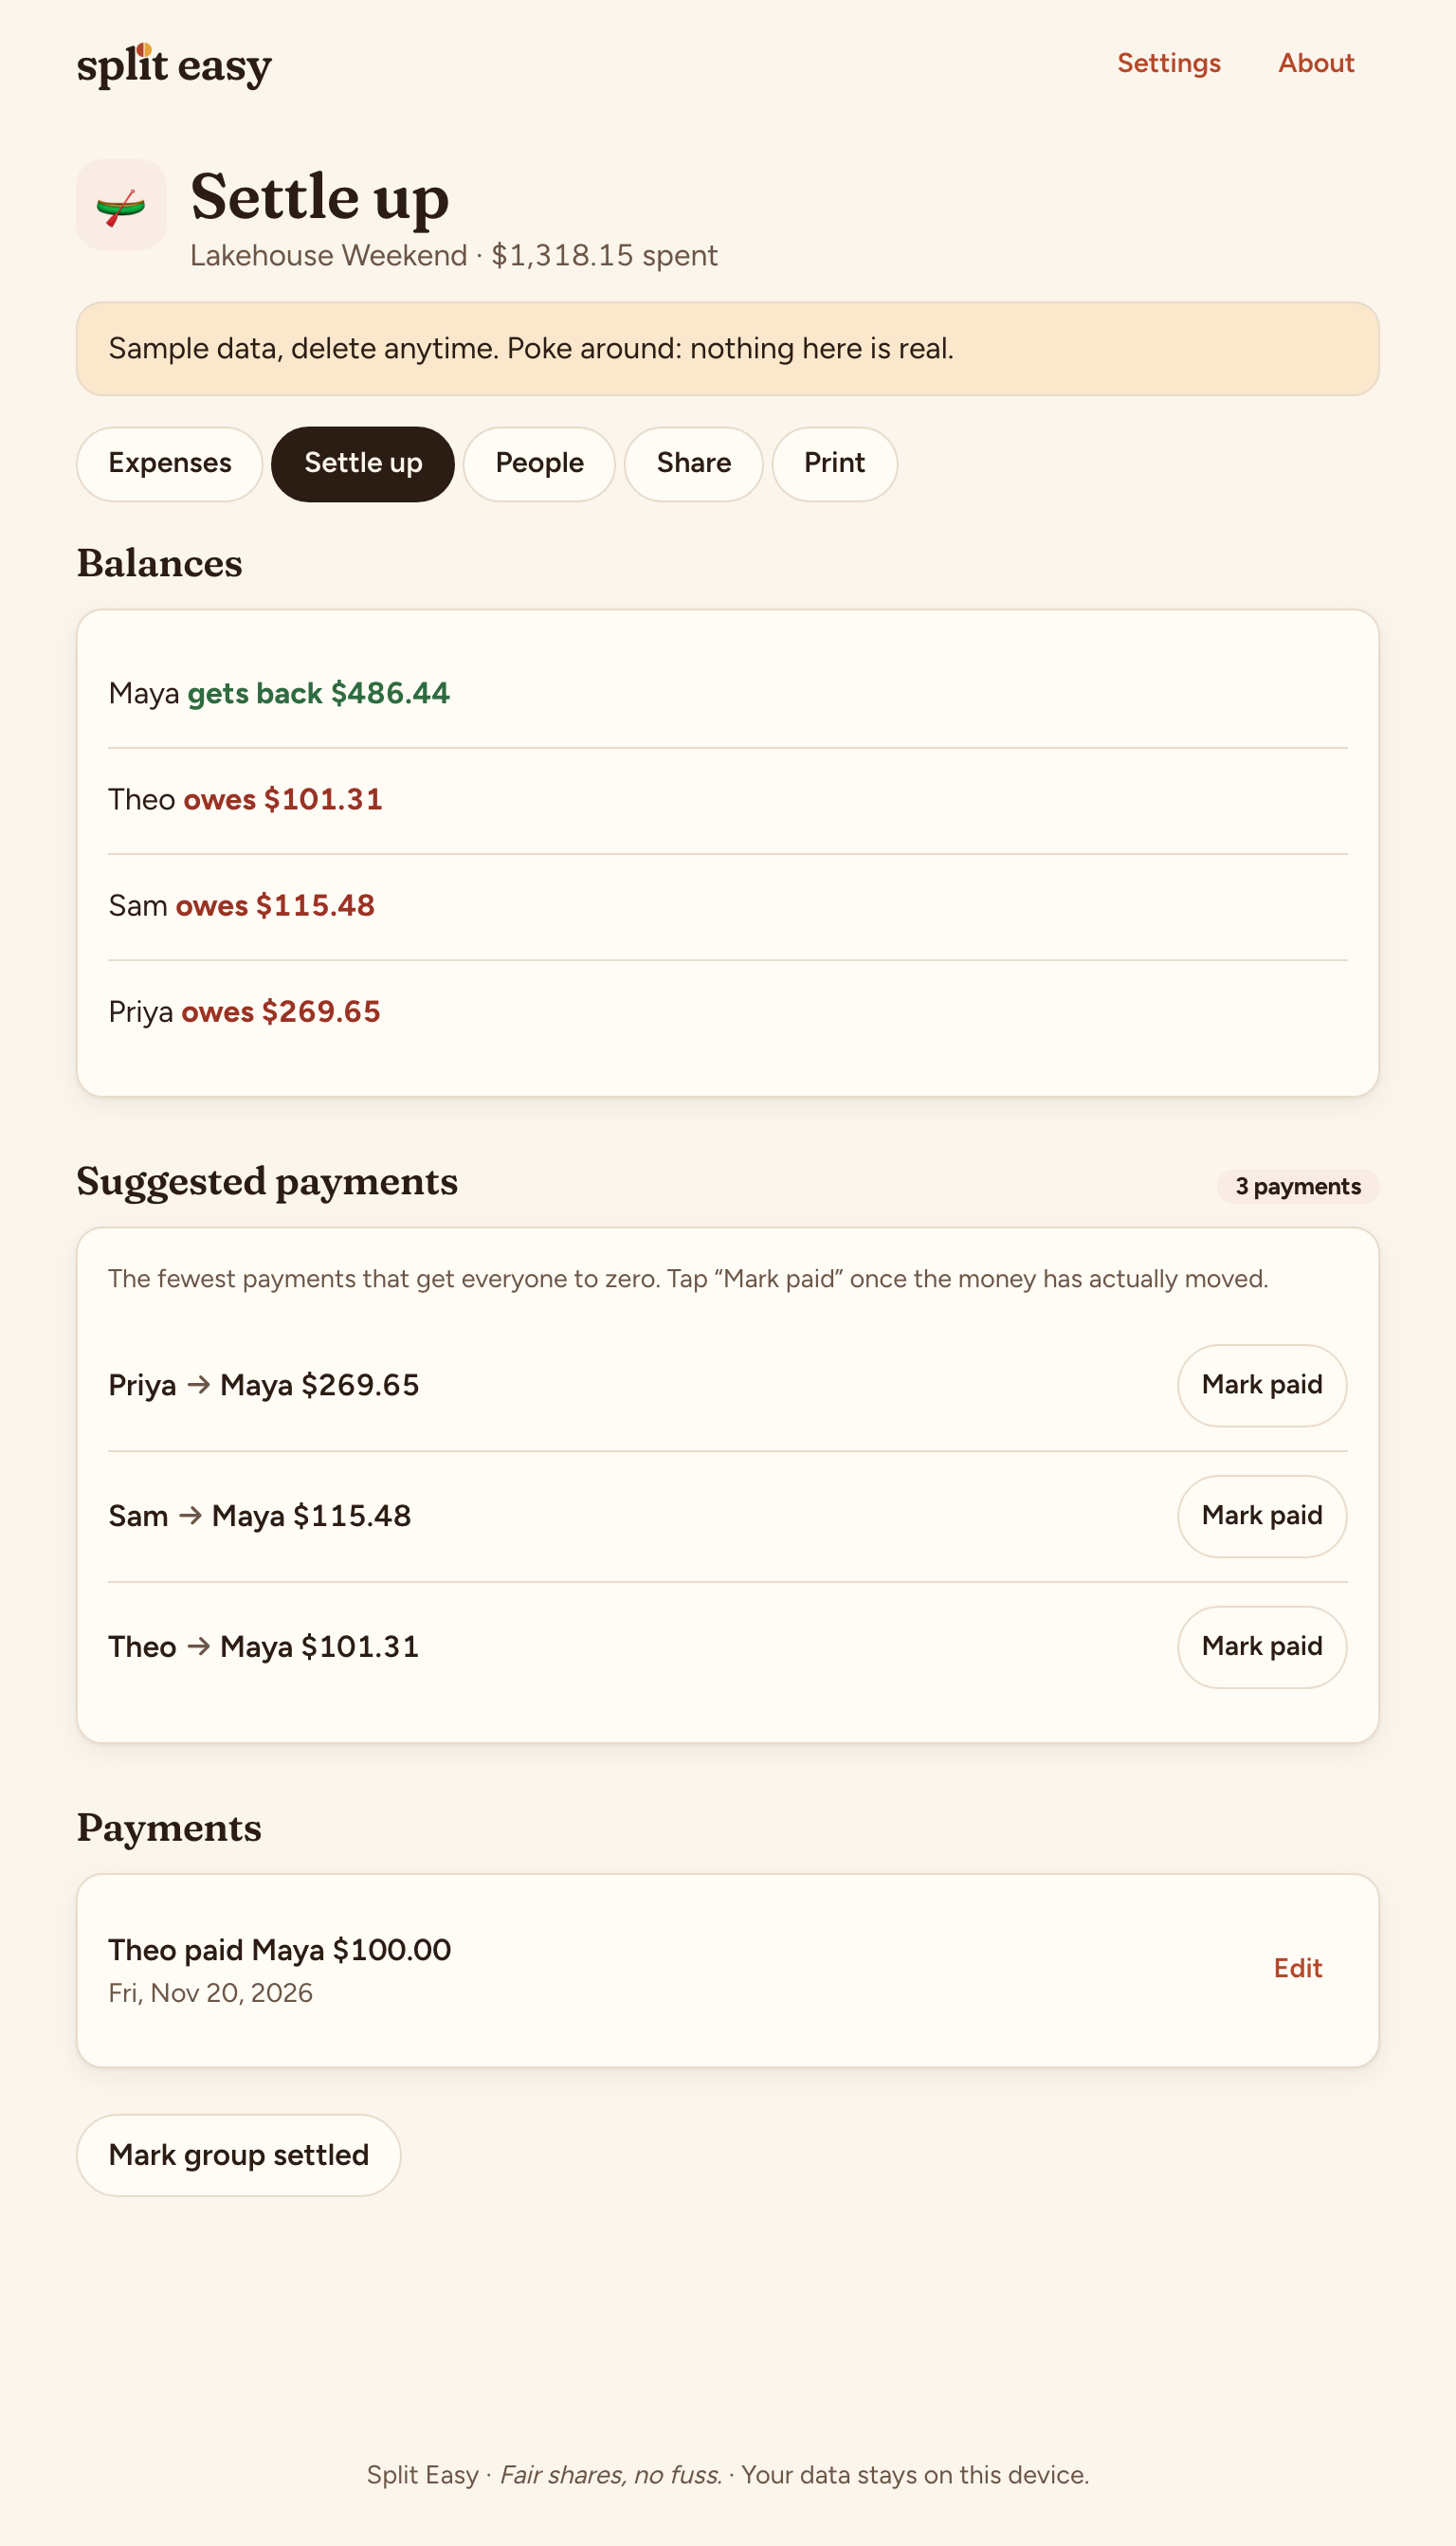 split easy
Settings About
Settle up
Lakehouse Weekend · $1,318.15 spent
Sample data, delete anytime. Poke around: nothing here is real.
Expenses Settle up People Share Print
Balances
Maya gets back $486.44
Theo owes $101.31
Sam owes $115.48
Priya owes $269.65
Suggested payments
3 payments
The fewest payments that get everyone to zero. Tap “Mark paid” once the money has actually moved.
Priya → Maya $269.65 Mark paid
Sam → Maya $115.48 Mark paid
Theo → Maya $101.31 Mark paid
Payments
Theo paid Maya $100.00
Fri, Nov 20, 2026
Edit
Mark group settled
Split Easy · Fair shares, no fuss. · Your data stays on this device.